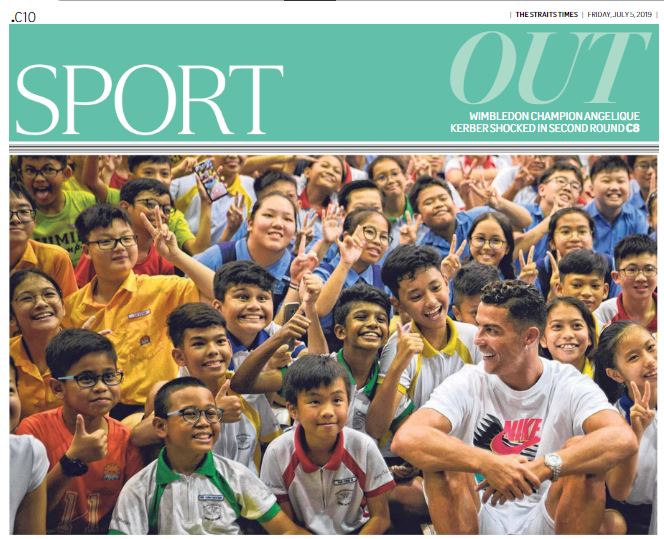 .C10
| THE STRAITS TIMES | FRIDAY, JULY 5, 2019 |
SPORT
OUT
WIMBLEDON CHAMPION ANGELIQUE
KERBER SHOCKED IN SECOND ROUND C8
NIKE